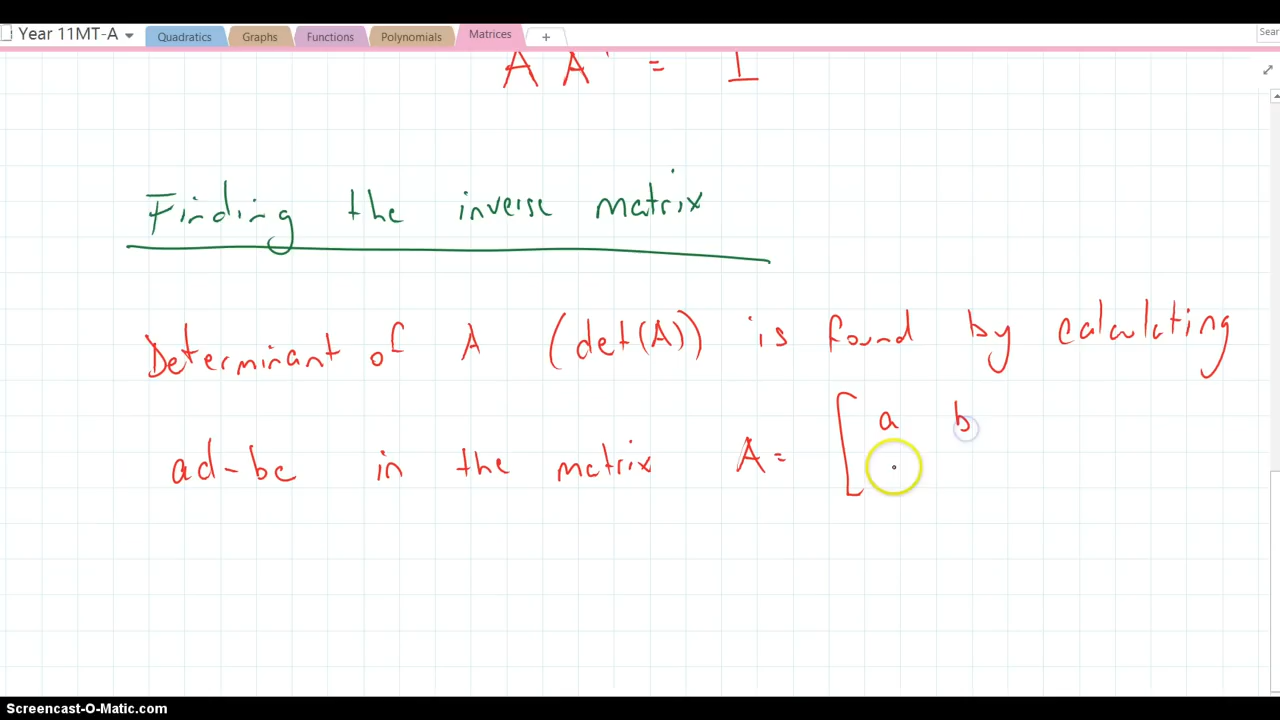 Year 11MT-A
Quadratics Graphs Functions Polynomials Matrices +
Sear
A A = I
Finding the inverse matrix
Determinant of A (det(A)) is found by calculating
ad-bc in the matrix A = [ a b
Screencast-O-Matic.com